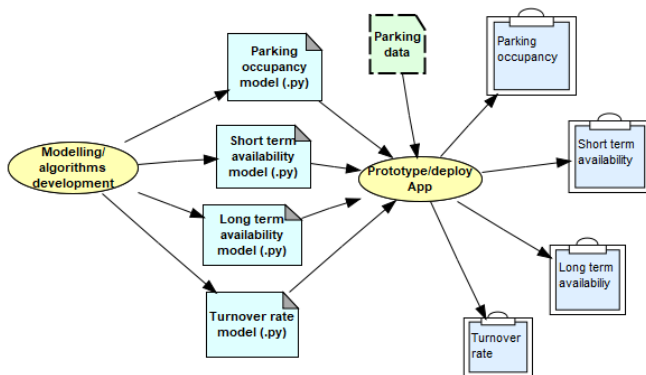 Parking
occupancy
model (.py)
Parking
data
Parking
occupancy
Short term
availability
model (.py)
Short term
availability
Modelling/
algorithms
development
Prototype/deploy
App
Long term
availability
model (.py)
Long term
availabiliy
Turnover rate
model (.py)
Turnover
rate